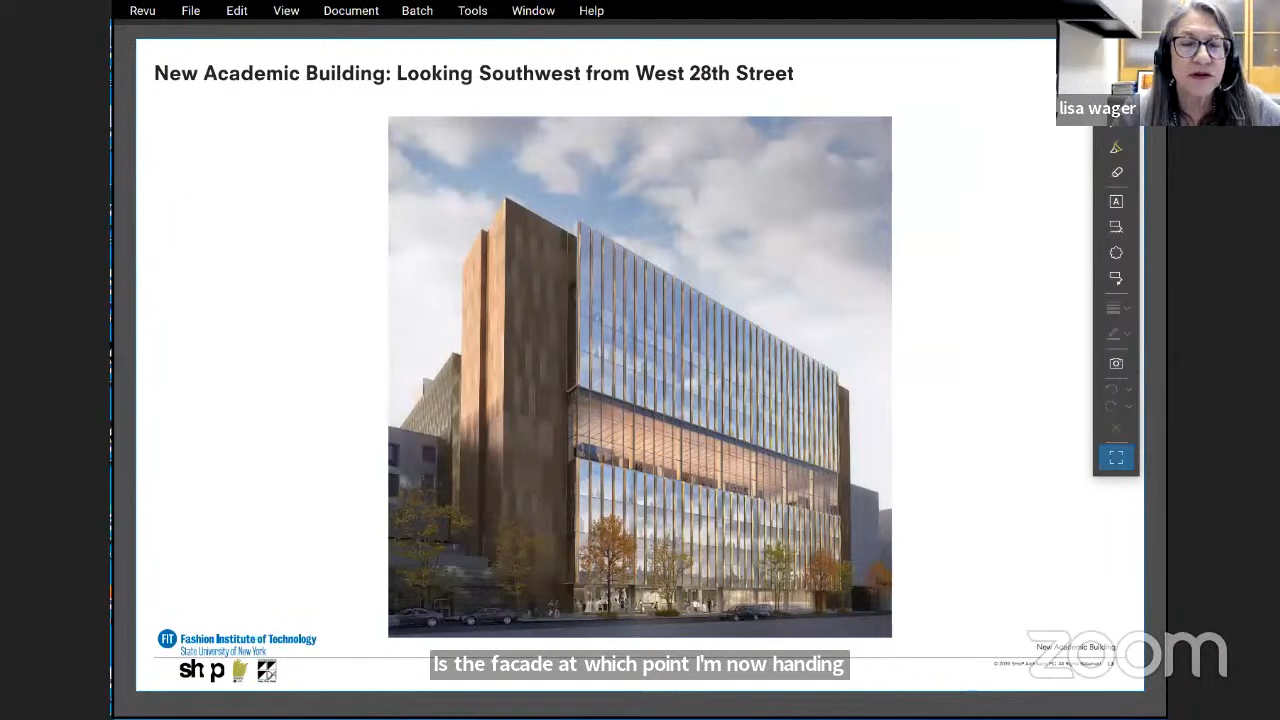 Revu File Edit View Document Batch Tools Window Help
New Academic Building: Looking Southwest from West 28th Street
lisa wager
A
FIT Fashion Institute of Technology
State University of New York
shop
New Academic Building
zoom
Is the facade at which point I'm now handing